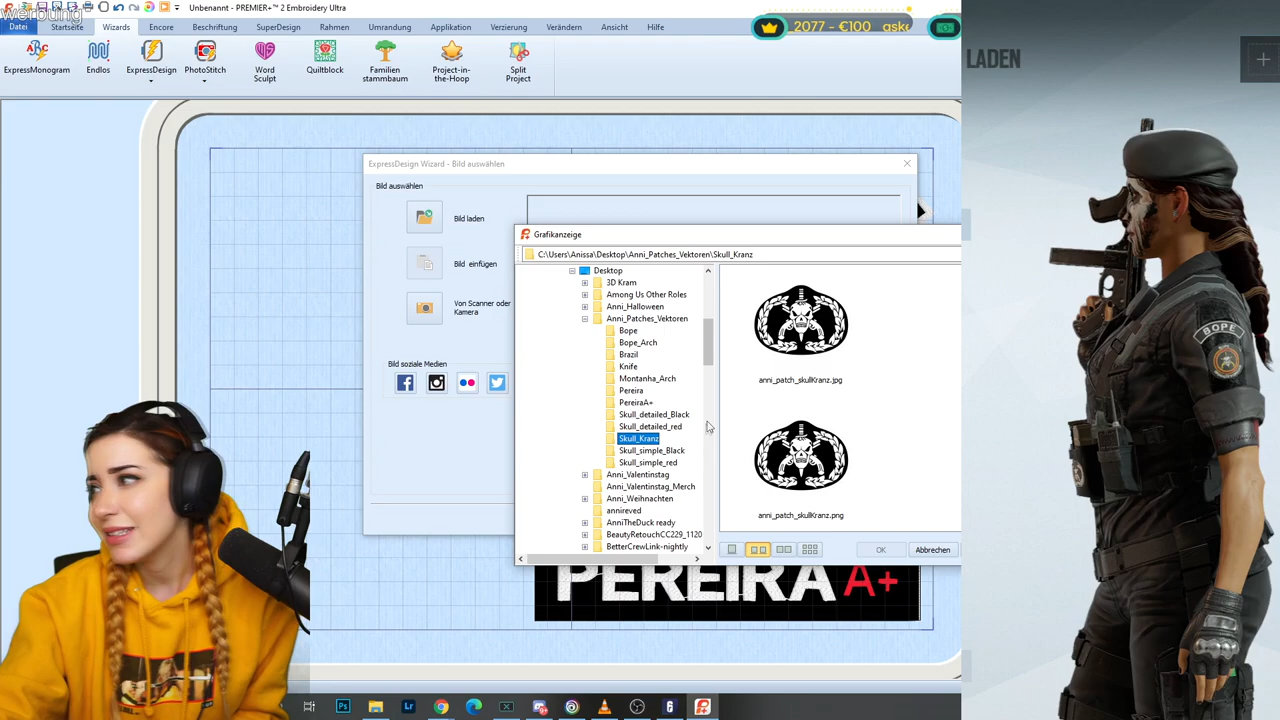 werbung
Unbenannt - PREMIER+™ 2 Embroidery Ultra
Datei Startseite Wizards Encore Beschriftung SuperDesign Rahmen Umrandung Applikation Verzierung Verändern Ansicht Hilfe
2077 - €100 aske
ExpressMonogram
Endlos
ExpressDesign
PhotoStitch
Word
Sculpt
Quiltblock
Familien
stammbaum
Project-in-
the-Hoop
Split
Project
LADEN
ExpressDesign Wizard - Bild auswählen
Bild auswählen
Bild laden
Bild einfügen
Von Scanner oder
Kamera
Bild soziale Medien
Grafikanzeige
C:\Users\Anissa\Desktop\Anni_Patches_Vektoren\Skull_Kranz
Desktop
3D Kram
Among Us Other Roles
Anni_Halloween
Anni_Patches_Vektoren
Bope
Bope_Arch
Brazil
Knife
Montanha_Arch
Pereira
PereiraA+
Skull_detailed_Black
Skull_detailed_red
Skull_Kranz
Skull_simple_Black
Skull_simple_red
Anni_Valentinstag
Anni_Valentinstag_Merch
Anni_Weihnachten
annireved
AnniTheDuck ready
BeautyRetouchCC229_1120
BetterCrewLink-nightly
anni_patch_skullKranz.jpg
anni_patch_skullKranz.png
OK
Abbrechen
PEREIRA A+
BOPE
Ps
Lr
6